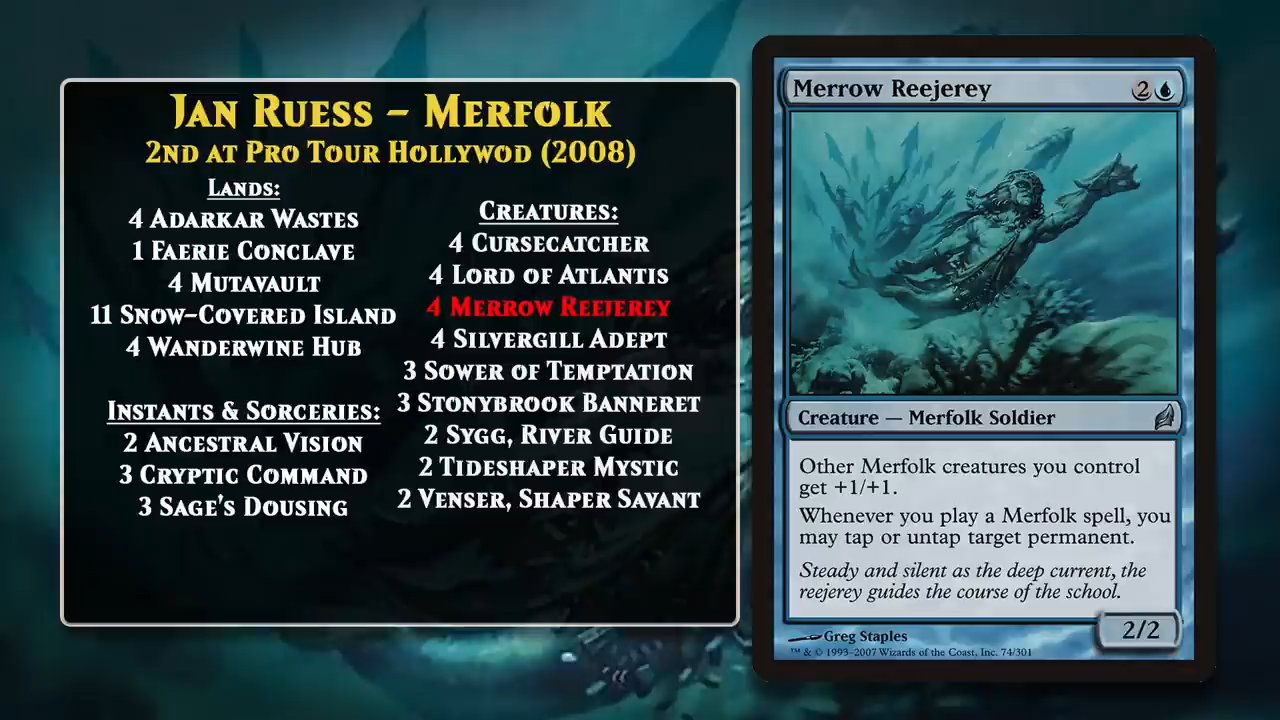 Jan Ruess – Merfolk
2nd at Pro Tour Hollywod (2008)
Lands:
4 Adarkar Wastes
1 Faerie Conclave
4 Mutavault
11 Snow-Covered Island
4 Wanderwine Hub
Instants & Sorceries:
2 Ancestral Vision
3 Cryptic Command
3 Sage's Dousing
Creatures:
4 Cursecatcher
4 Lord of Atlantis
4 Merrow Reejerey
4 Silvergill Adept
3 Sower of Temptation
3 Stonybrook Banneret
2 Sygg, River Guide
2 Tideshaper Mystic
2 Venser, Shaper Savant
Merrow Reejerey 2
Creature — Merfolk Soldier
Other Merfolk creatures you control
get +1/+1.
Whenever you play a Merfolk spell, you
may tap or untap target permanent.
Steady and silent as the deep current, the
reejerey guides the course of the school.
2/2
Greg Staples
™ & © 1993–2007 Wizards of the Coast, Inc. 74/301